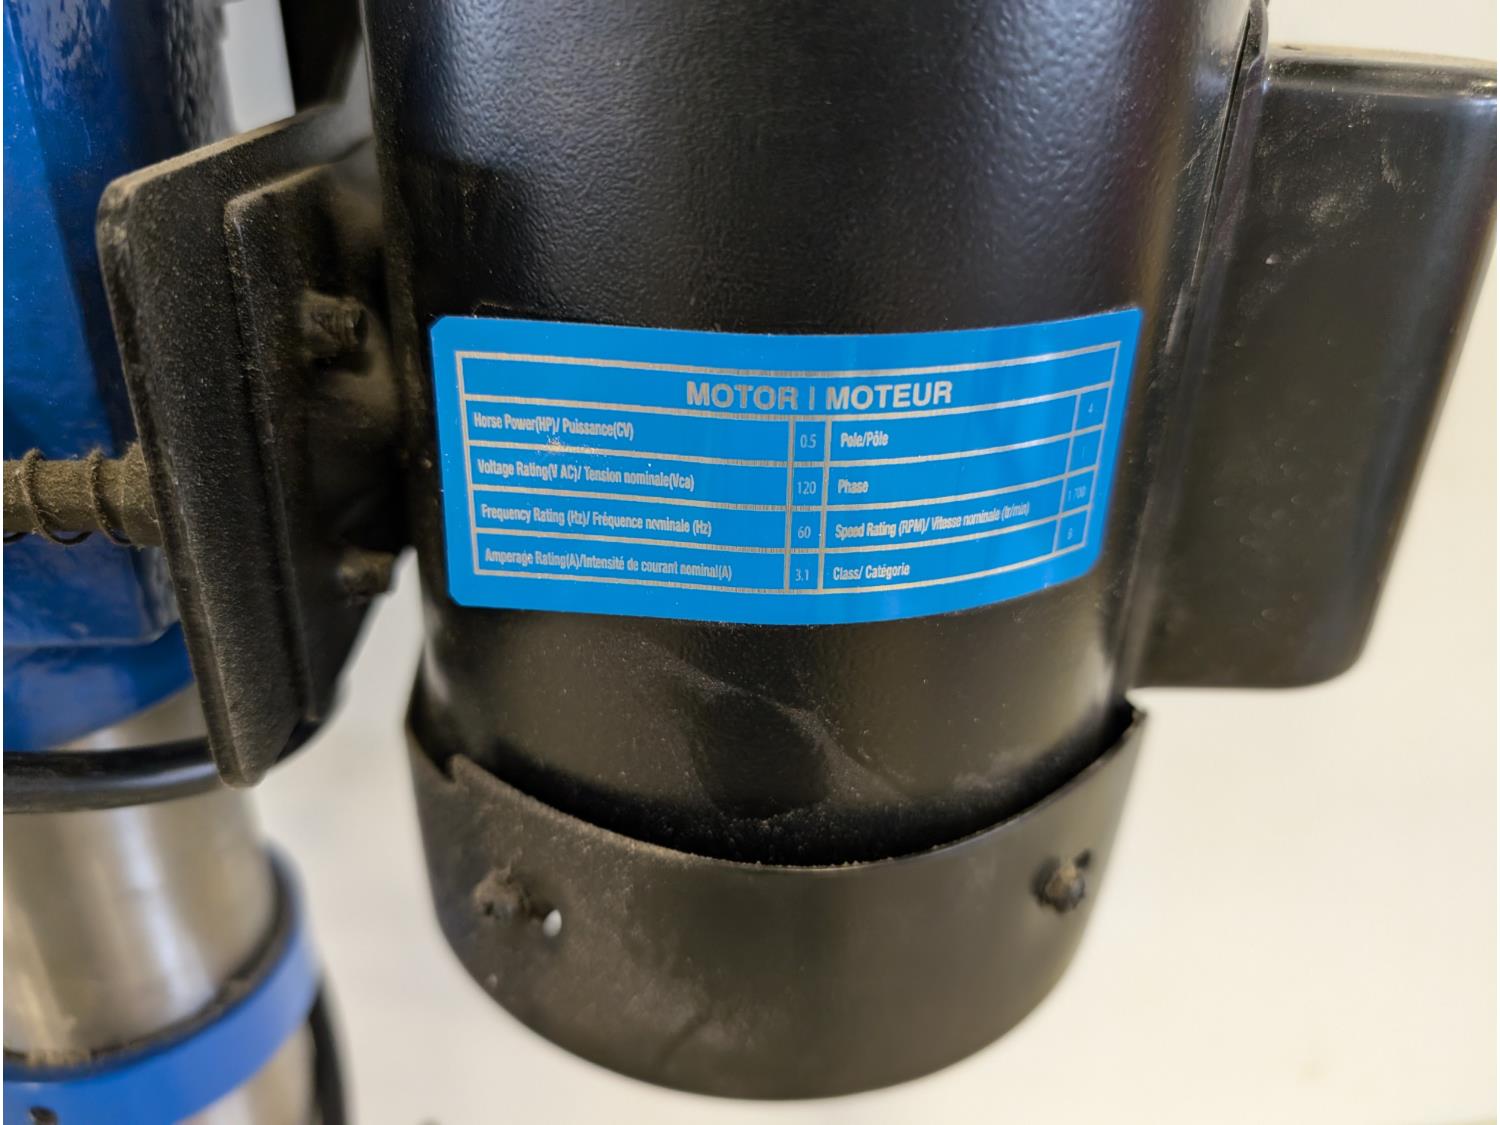 MOTOR | MOTEUR
Horse Power(HP)/ Puissance(CV) 0.5 Pole/Pôle 4
Voltage Rating(V AC)/ Tension nominale(Vca) 120 Phase 1
Frequency Rating (Hz)/ Fréquence nominale (Hz) 60 Speed Rating (RPM)/ Vitesse nominale (tr/min) 1 700
Amperage Rating(A)/Intensité de courant nominal(A) 3.1 Class/ Catégorie B